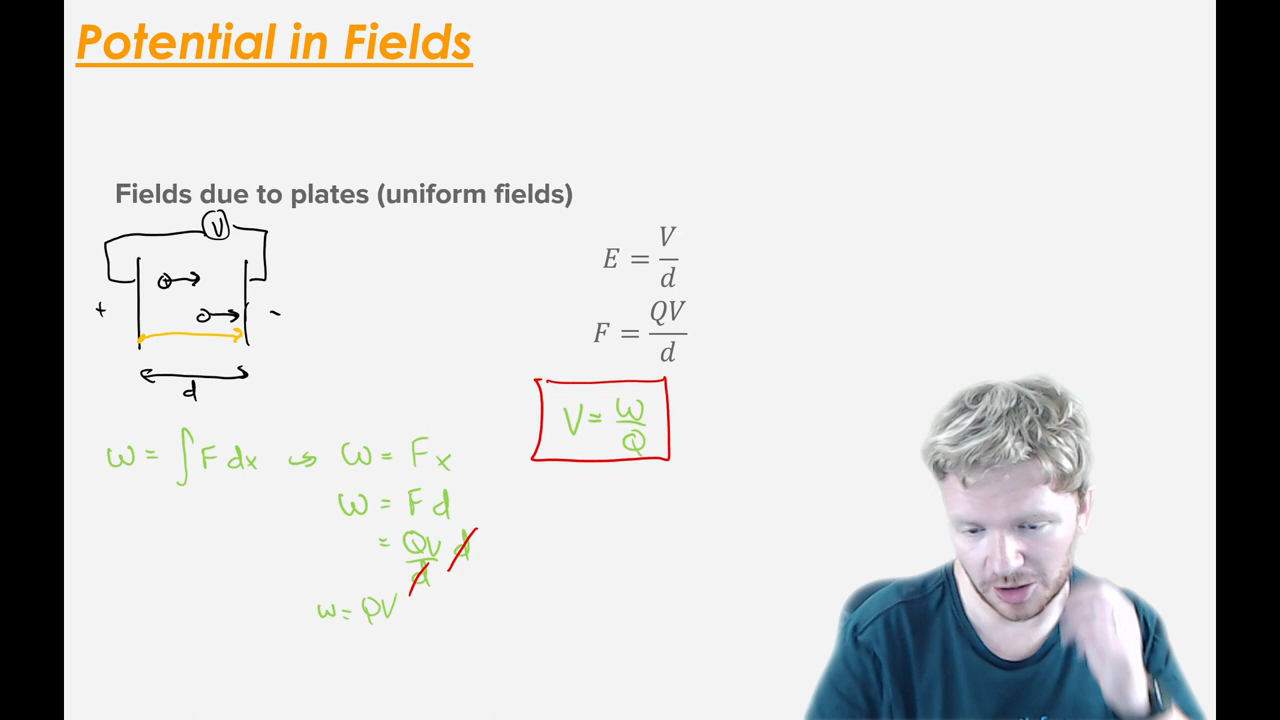 Potential in Fields
Fields due to plates (uniform fields)
V
+ -
d
E = V/d
F = QV/d
V = W/Q
W = ∫ F dx → W = Fx
W = Fd
= QV/d d
W = QV